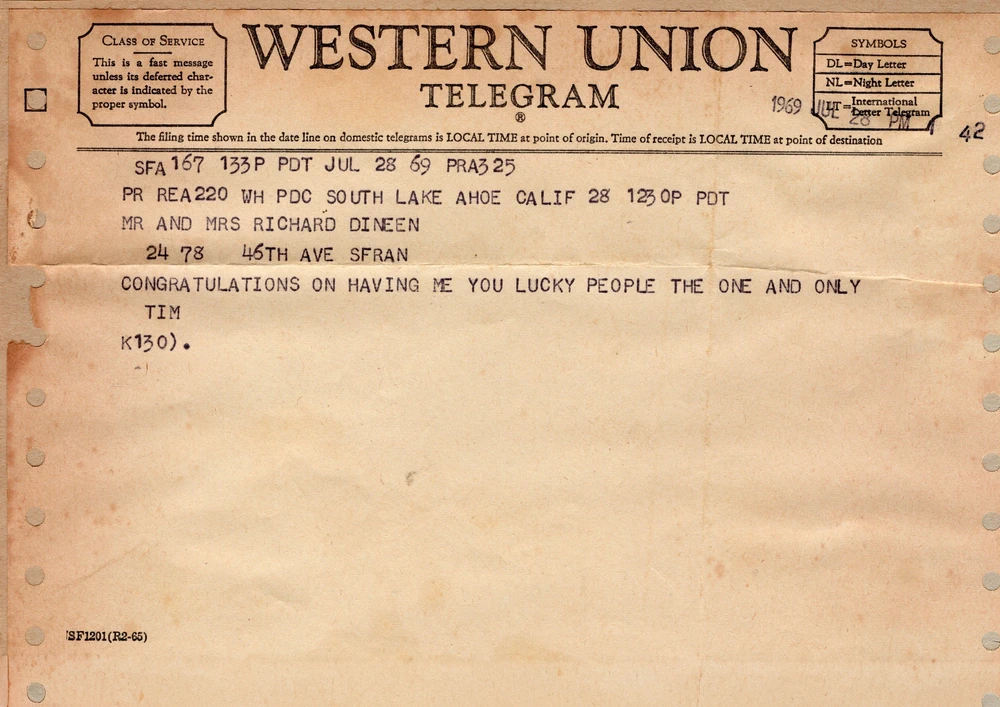 CLASS OF SERVICE
This is a fast message
unless its deferred char-
acter is indicated by the
proper symbol.
WESTERN UNION
TELEGRAM
®
SYMBOLS
DL=Day Letter
NL=Night Letter
LT=International
Letter Telegram
1969 JUL 28 PM 1 42
The filing time shown in the date line on domestic telegrams is LOCAL TIME at point of origin. Time of receipt is LOCAL TIME at point of destination
SFA167 133P PDT JUL 28 69 PRA325
PR REA220 WH PDC SOUTH LAKE AHOE CALIF 28 1230P PDT
MR AND MRS RICHARD DINEEN
24 78 46TH AVE SFRAN
CONGRATULATIONS ON HAVING ME YOU LUCKY PEOPLE THE ONE AND ONLY
TIM
K130).
SF1201(R2-65)